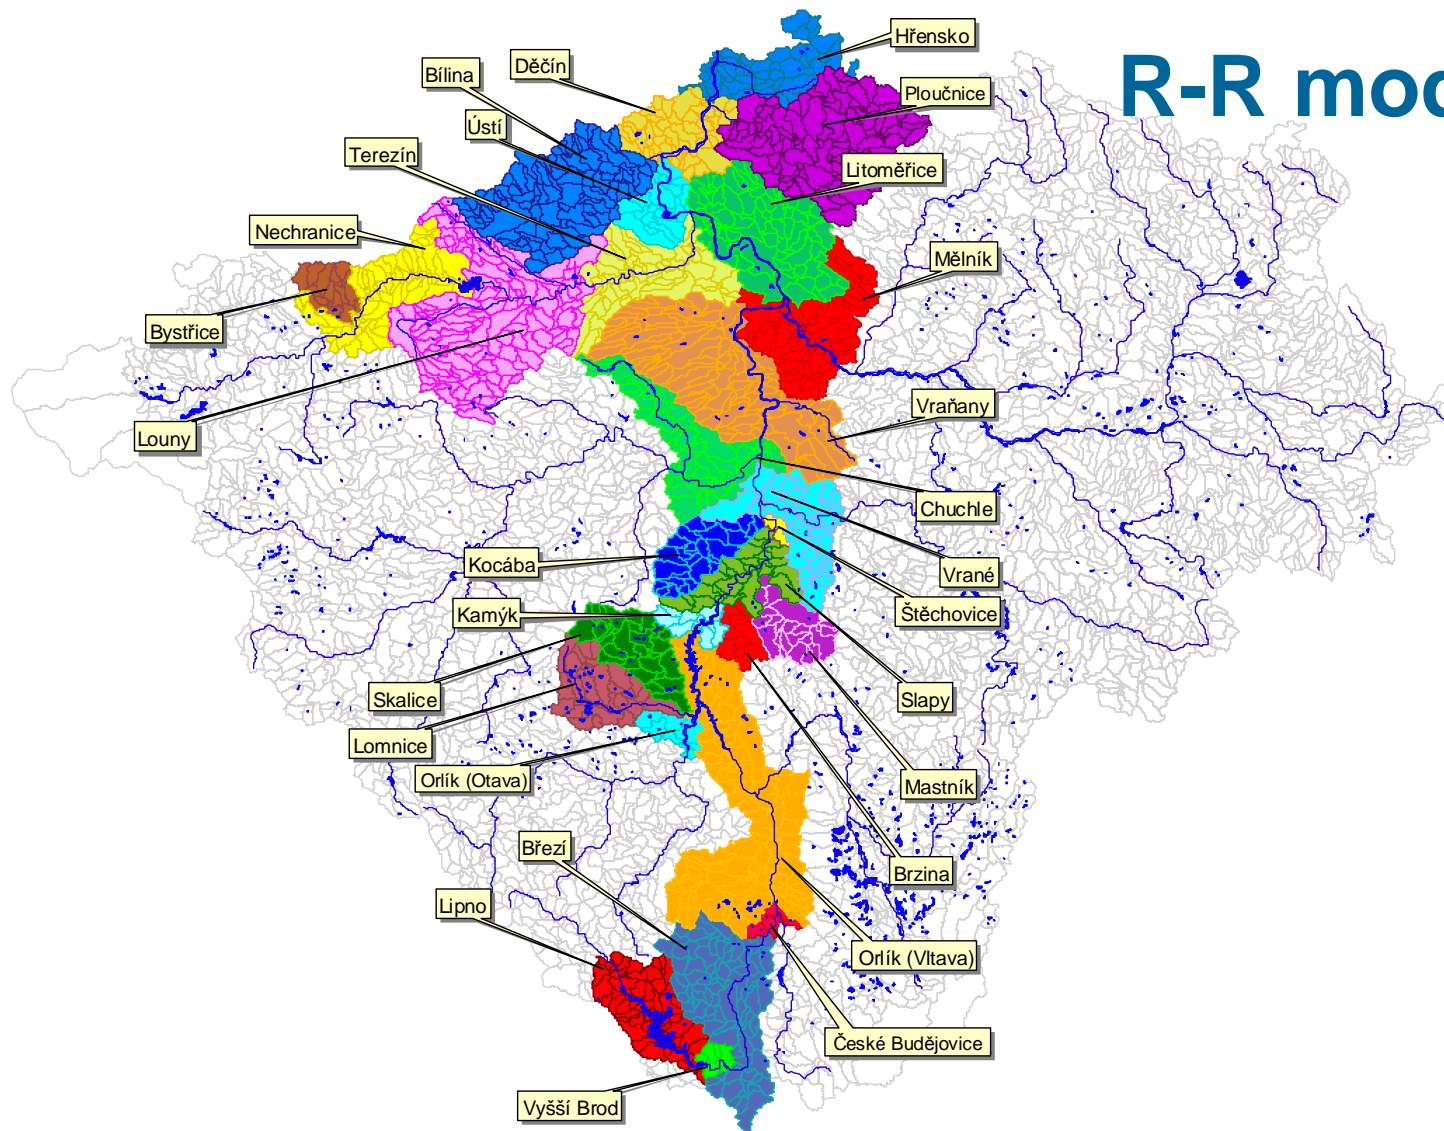 Hřensko
R-R mod
Děčín
Bílina
Ploučnice
Ústí
Terezín
Litoměřice
Nechranice
Mělník
Bystřice
Vraňany
Louny
Chuchle
Kocába
Vrané
Štěchovice
Kamýk
Skalice
Slapy
Lomnice
Orlík (Otava)
Mastník
Březí
Brzina
Lipno
Orlík (Vltava)
České Budějovice
Vyšší Brod